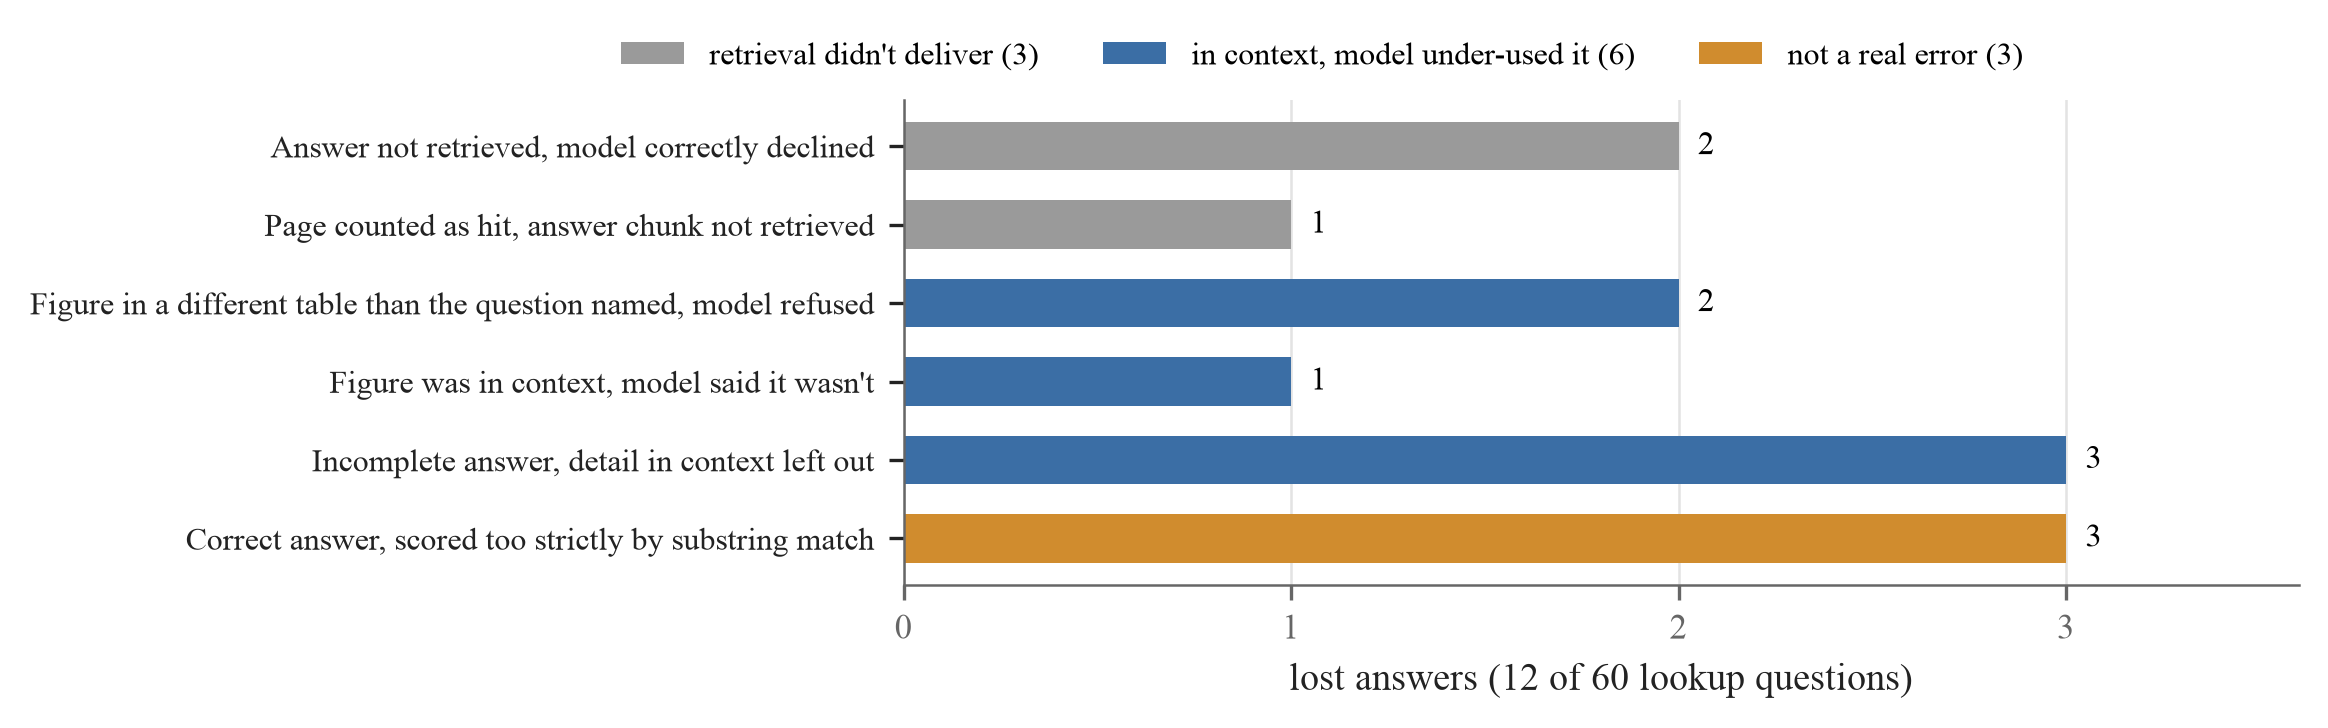 retrieval didn't deliver (3)
in context, model under-used it (6)
not a real error (3)
Answer not retrieved, model correctly declined
2
Page counted as hit, answer chunk not retrieved
1
Figure in a different table than the question named, model refused
2
Figure was in context, model said it wasn't
1
Incomplete answer, detail in context left out
3
Correct answer, scored too strictly by substring match
3
0
1
2
3
lost answers (12 of 60 lookup questions)